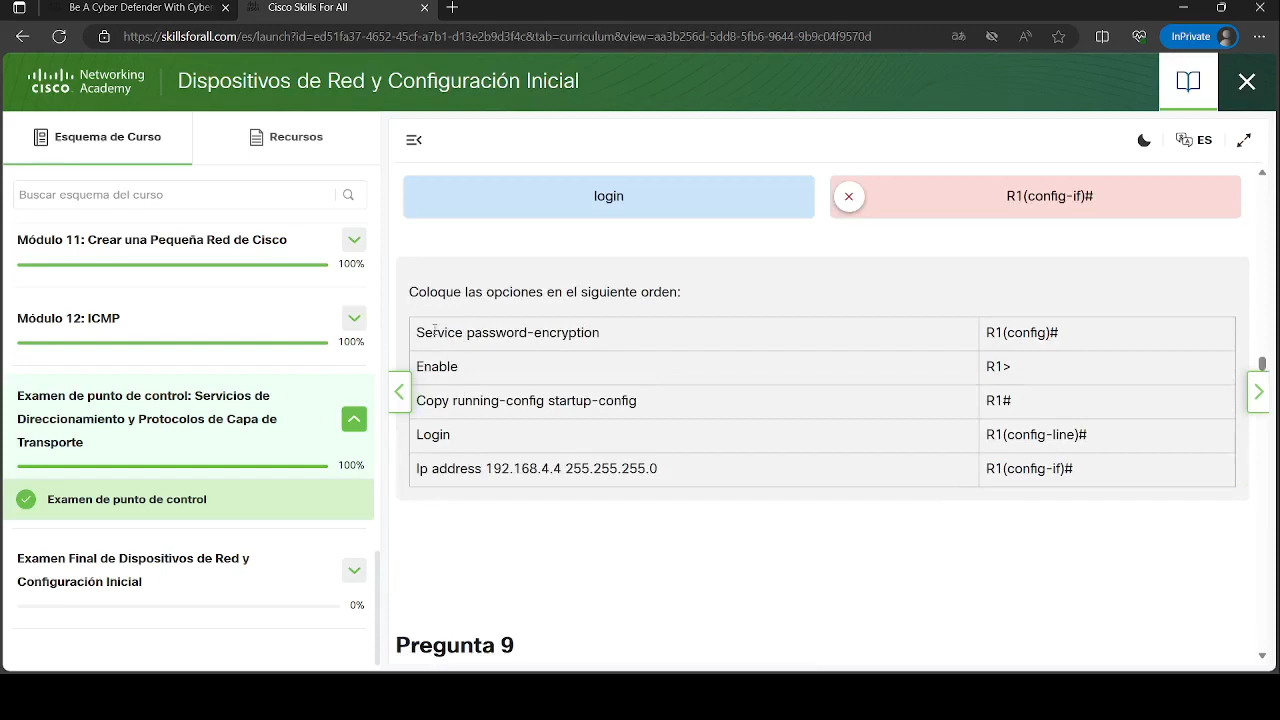 Be A Cyber Defender With Cyber
Cisco Skills For All
https://skillsforall.com/es/launch?id=ed51fa37-4652-45cf-a7b1-d13e2b9d3f4c8&tab=curriculum&view=aa3b256d-5dd8-5fb6-9644-9b9c04f9570d
InPrivate
Networking
CISCO Academy
Dispositivos de Red y Configuración Inicial
Esquema de Curso
Recursos
ES
Buscar esquema del curso
login
R1(config-if)#
Módulo 11: Crear una Pequeña Red de Cisco
100%
Módulo 12: ICMP
100%
Examen de punto de control: Servicios de
Direccionamiento y Protocolos de Capa de
Transporte
100%
Examen de punto de control
Examen Final de Dispositivos de Red y
Configuración Inicial
0%
Coloque las opciones en el siguiente orden:
Service password-encryption R1(config)#
Enable R1>
Copy running-config startup-config R1#
Login R1(config-line)#
Ip address 192.168.4.4 255.255.255.0 R1(config-if)#
Pregunta 9